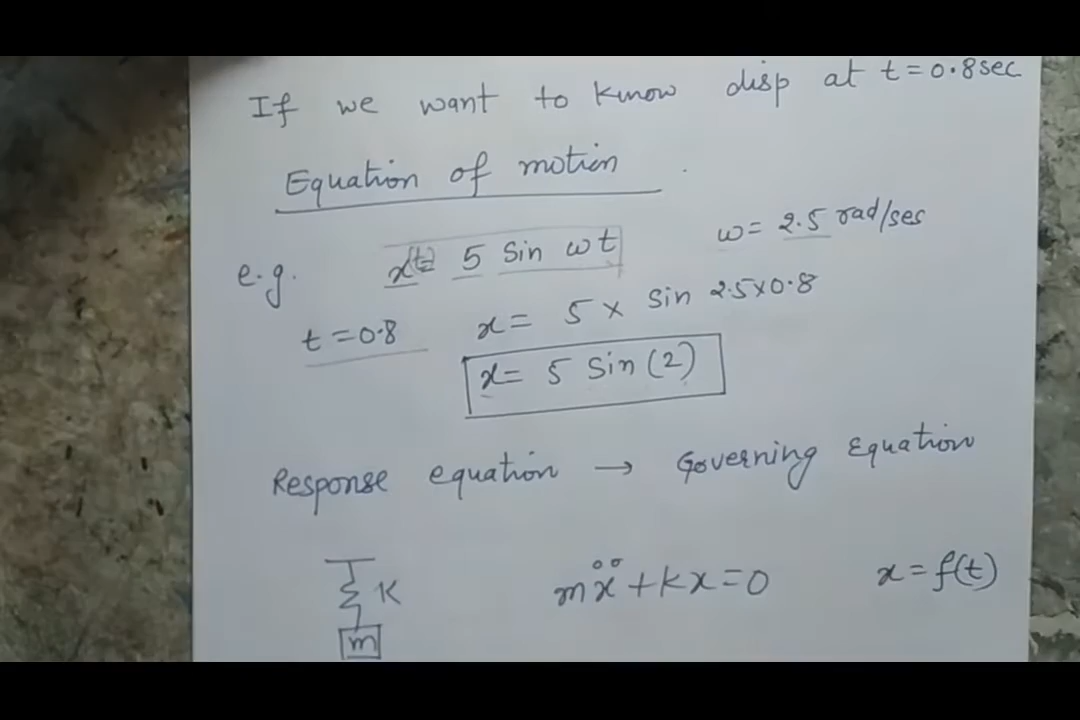 If we want to know disp at t = 0.8 sec
Equation of motion
e.g. x(t)= 5 Sin ωt ω = 2.5 rad/ses
t = 0.8 x = 5 × Sin 2.5×0.8
x = 5 Sin (2)
Response equation → Governing Equation
K mẍ + kx = 0 x = f(t)
m